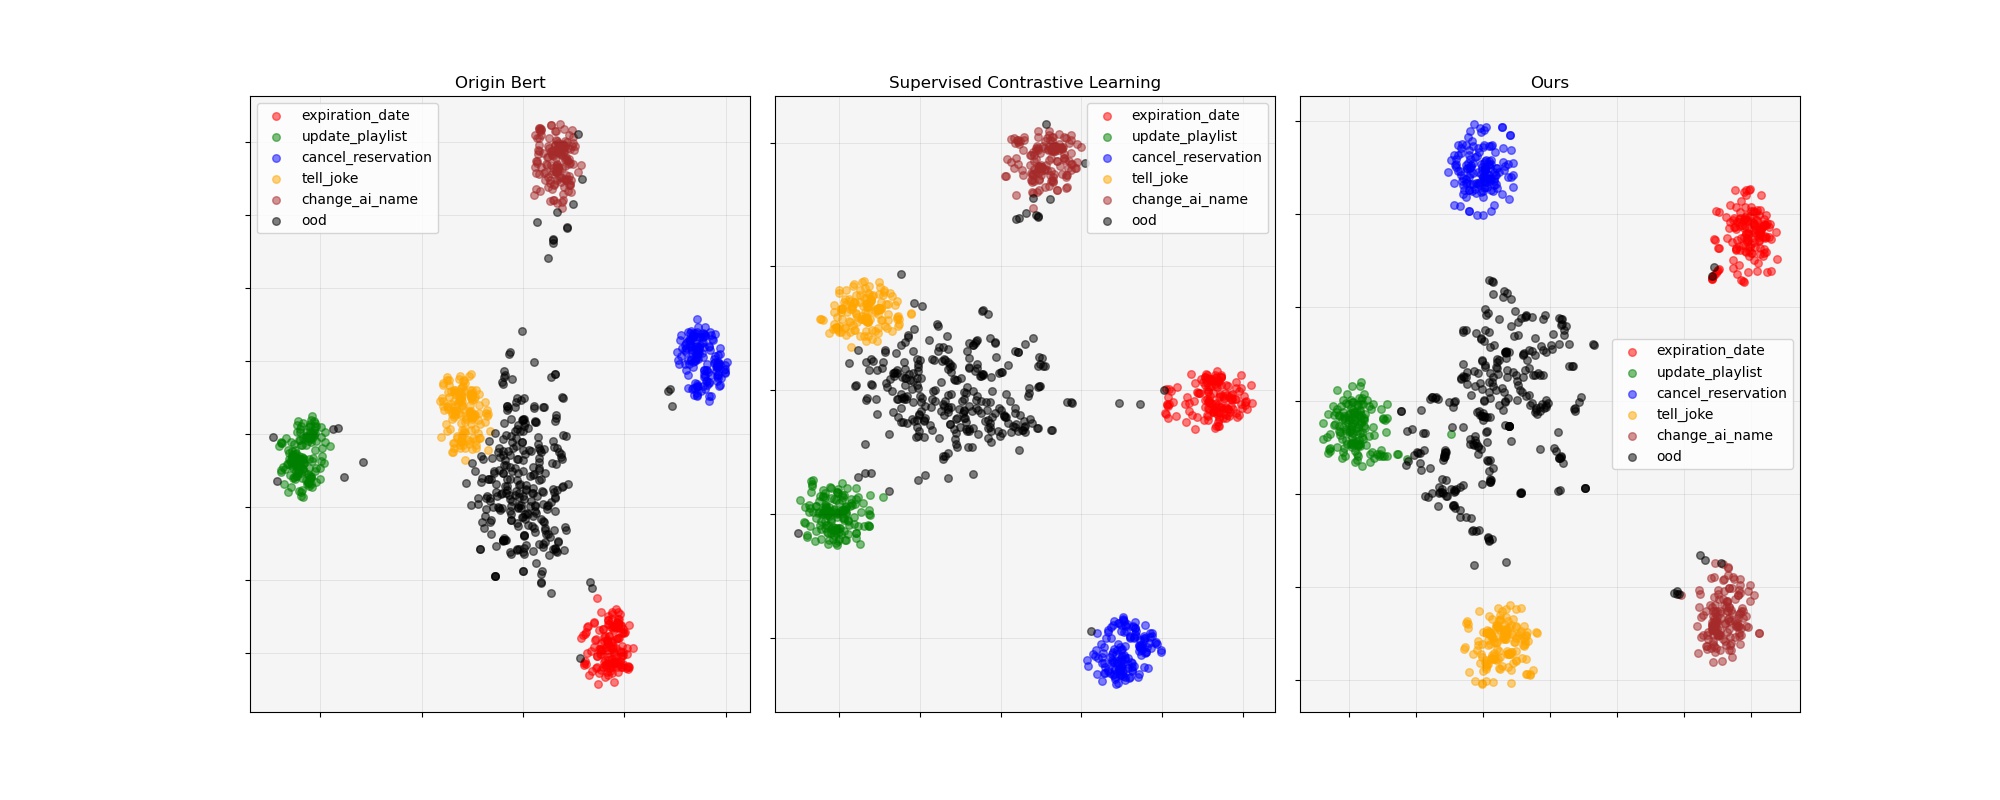 Origin Bert
expiration_date
update_playlist
cancel_reservation
tell_joke
change_ai_name
ood
Supervised Contrastive Learning
expiration_date
update_playlist
cancel_reservation
tell_joke
change_ai_name
ood
Ours
expiration_date
update_playlist
cancel_reservation
tell_joke
change_ai_name
ood